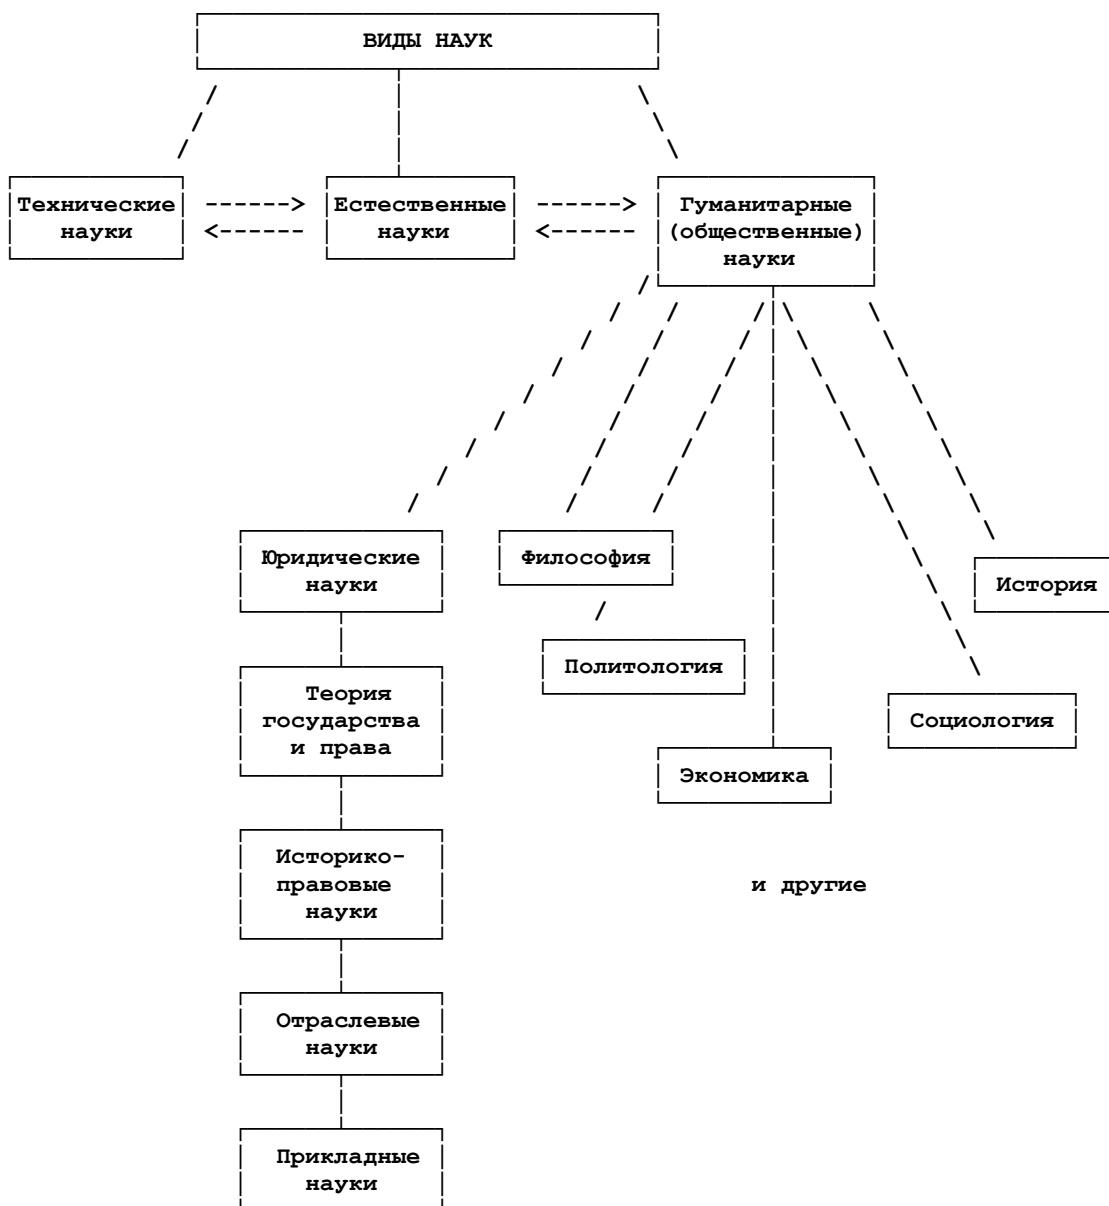 ВИДЫ НАУК
Технические
науки
Естественные
науки
Гуманитарные
(общественные)
науки
Юридические
науки
Философия
История
Политология
Теория
государства
и права
Социология
Экономика
Историко-
правовые
науки
и другие
Отраслевые
науки
Прикладные
науки